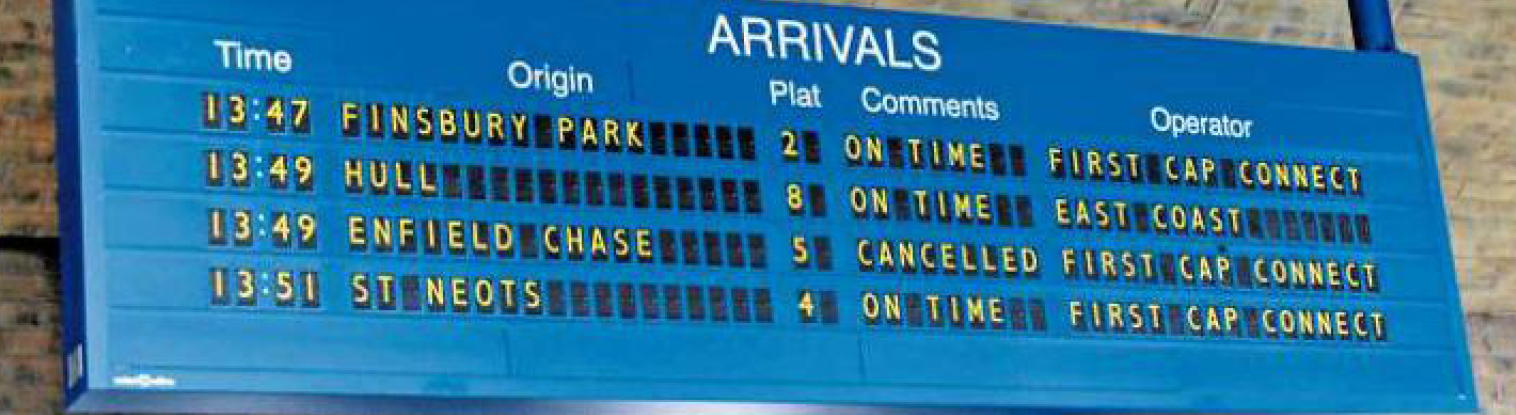 ARRIVALS
Time Origin Plat Comments Operator
13:47 FINSBURY PARK 2 ON TIME FIRST CAP CONNECT
13:49 HULL 8 ON TIME EAST COAST
13:49 ENFIELD CHASE 5 CANCELLED FIRST CAP CONNECT
13:51 ST NEOTS 4 ON TIME FIRST CAP CONNECT